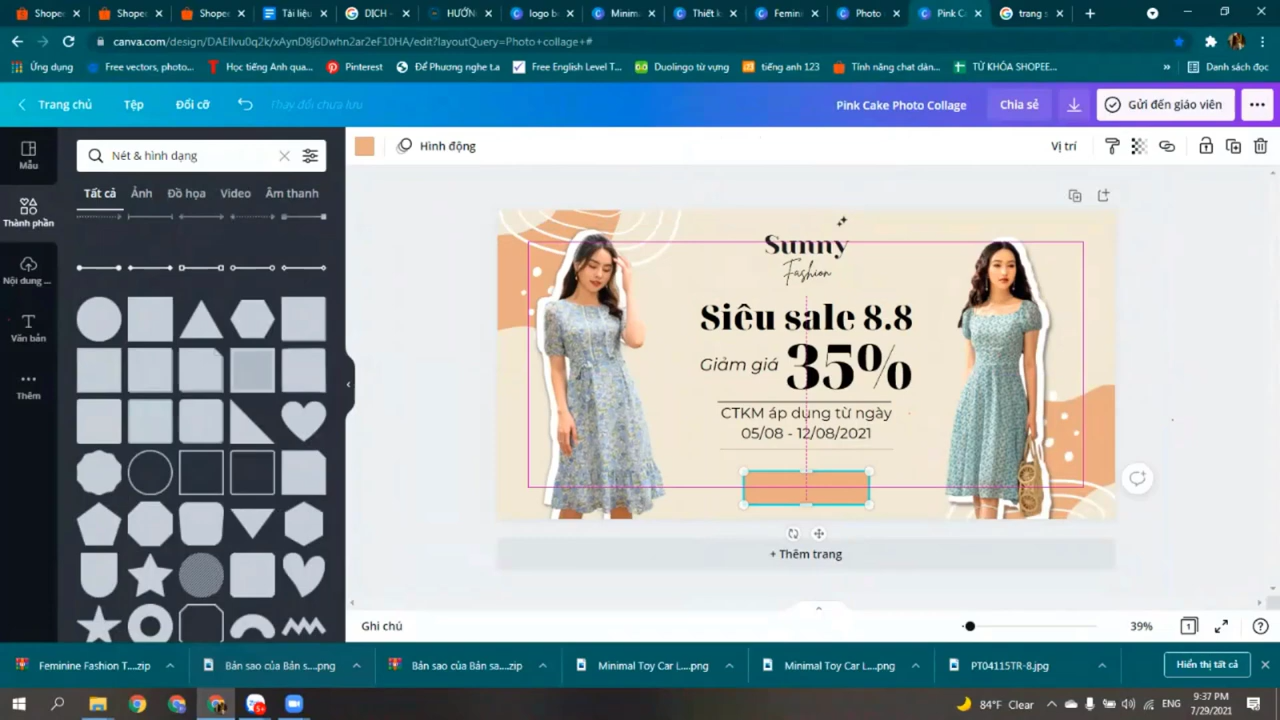 Shopee
Shopee
Shopee
Tài liệu
DỊCH -
HƯỚN
logo b
Minim
Thiết k
Femini
Photo
Pink Ca
trang s
canva.com/design/DAEllvu0q2k/xAynD8j6Dwhn2ar2eF10HA/edit?layoutQuery=Photo+collage+#
Ứng dụng
Free vectors, photo...
Học tiếng Anh qua...
Pinterest
Để Phương nghe t.a
Free English Level T...
Duolingo từ vựng
tiếng anh 123
Tính năng chat dàn...
TỪ KHÓA SHOPEE...
»
Danh sách đọc
Trang chủ
Tệp
Đổi cỡ
Thay đổi chưa lưu
Pink Cake Photo Collage
Chia sẻ
Gửi đến giáo viên
Nét & hình dạng
Hình động
Vị trí
Mẫu
Thành phần
Nội dung ...
Văn bản
Thêm
Tất cả
Ảnh
Đồ họa
Video
Âm thanh
Sunny
Fashion
Siêu sale 8.8
Giảm giá 35%
CTKM áp dụng từ ngày
05/08 - 12/08/2021
+ Thêm trang
Ghi chú
39%
1
Feminine Fashion T....zip
Bản sao của Bản s....png
Bản sao của Bản sa....zip
Minimal Toy Car L....png
Minimal Toy Car L....png
PT04115TR-8.jpg
Hiển thị tất cả
84°F Clear
ENG
9:37 PM
7/29/2021